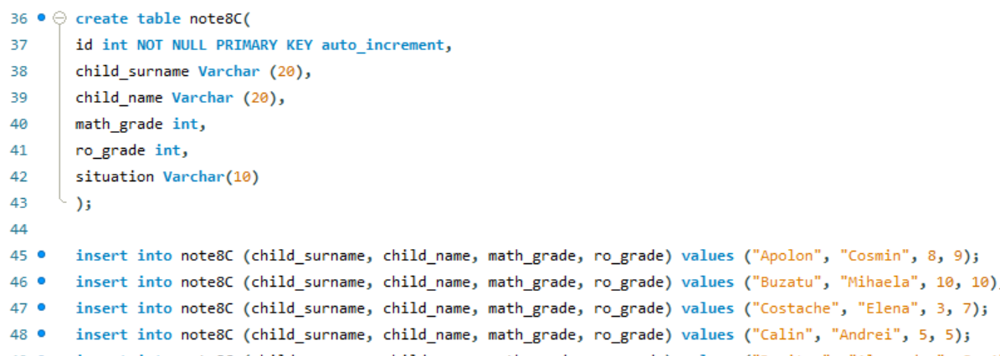 36 create table note8C(
37 id int NOT NULL PRIMARY KEY auto_increment,
38 child_surname Varchar (20),
39 child_name Varchar (20),
40 math_grade int,
41 ro_grade int,
42 situation Varchar(10)
43 );
44
45 insert into note8C (child_surname, child_name, math_grade, ro_grade) values ("Apolon", "Cosmin", 8, 9);
46 insert into note8C (child_surname, child_name, math_grade, ro_grade) values ("Buzatu", "Mihaela", 10, 10);
47 insert into note8C (child_surname, child_name, math_grade, ro_grade) values ("Costache", "Elena", 3, 7);
48 insert into note8C (child_surname, child_name, math_grade, ro_grade) values ("Calin", "Andrei", 5, 5);